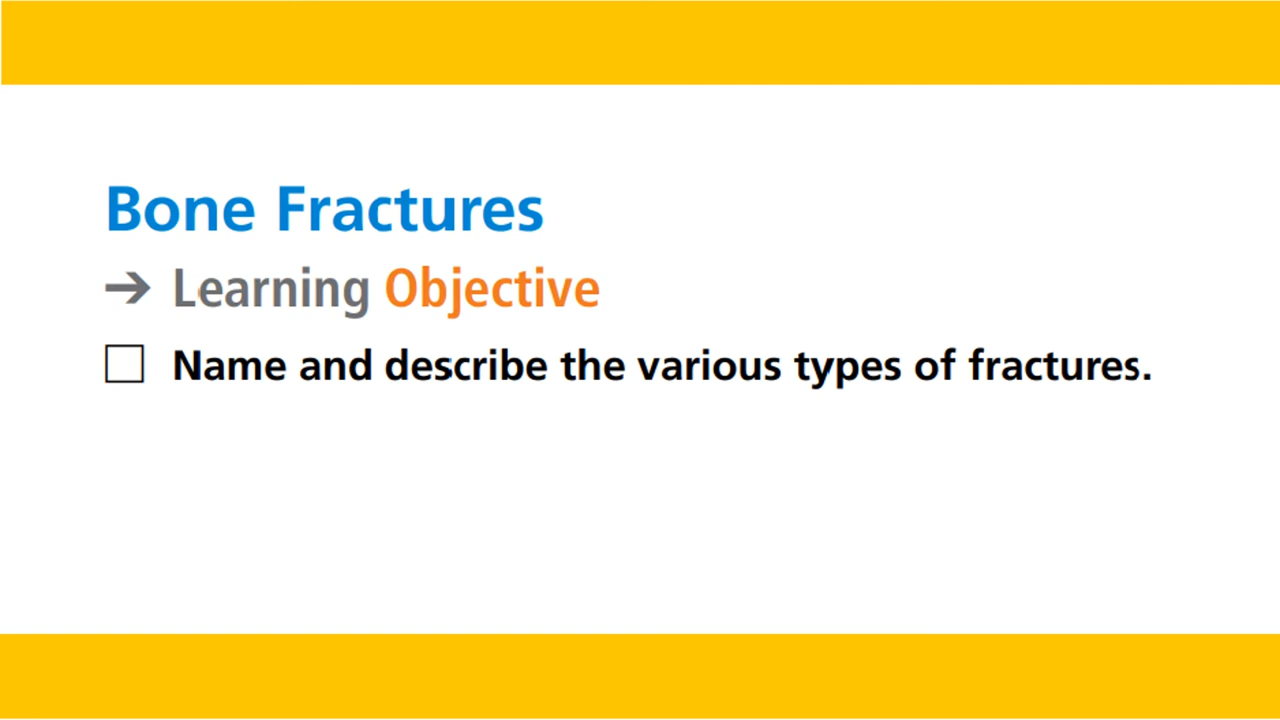 Bone Fractures
➔ Learning Objective
☐ Name and describe the various types of fractures.